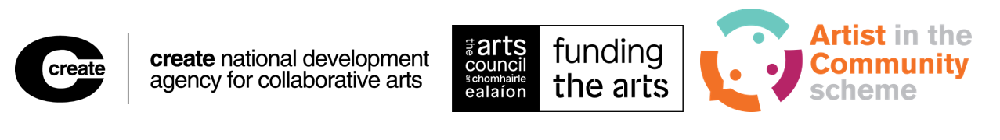 create
create national development
agency for collaborative arts
the arts
council
an chomhairle
ealaíon
funding
the arts
Artist in the
Community
scheme